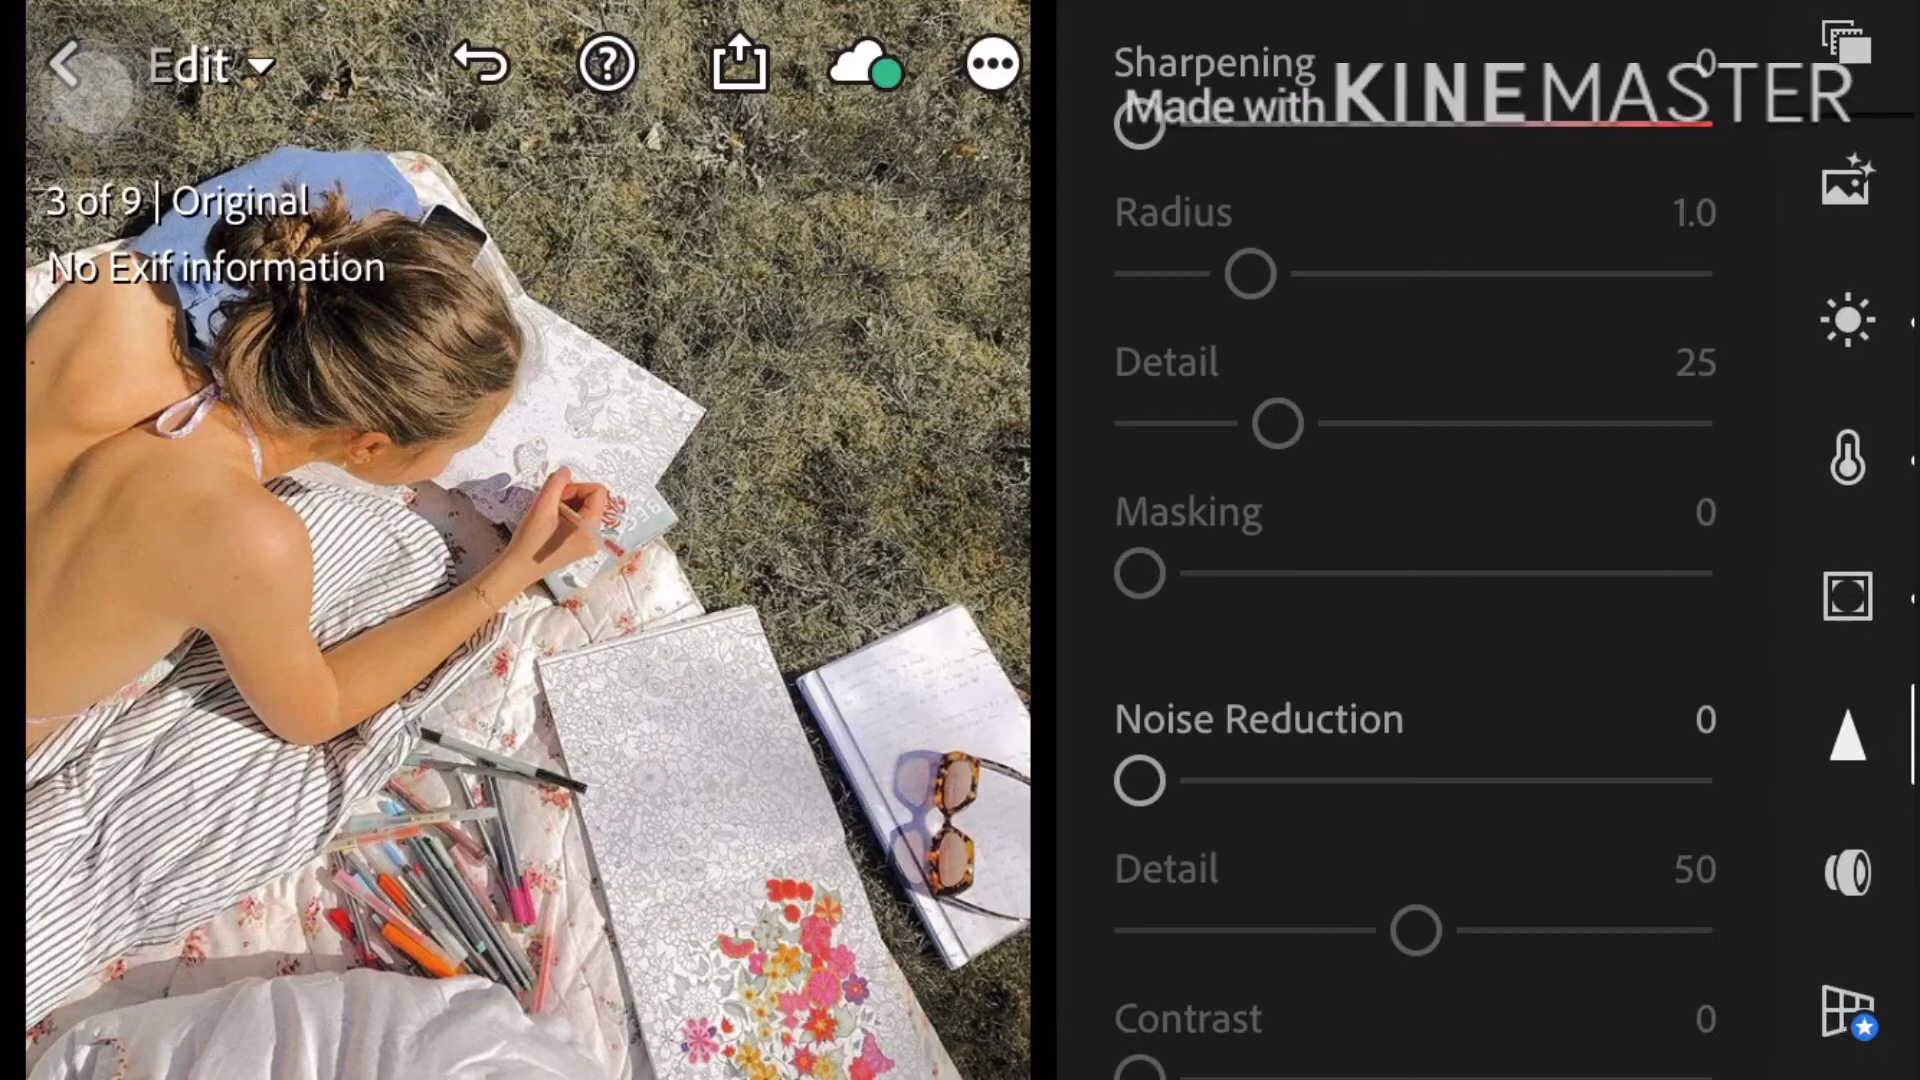 Edit
3 of 9 | Original
No Exif information
Sharpening 0
Made with KINEMASTER
Radius 1.0
Detail 25
Masking 0
Noise Reduction 0
Detail 50
Contrast 0